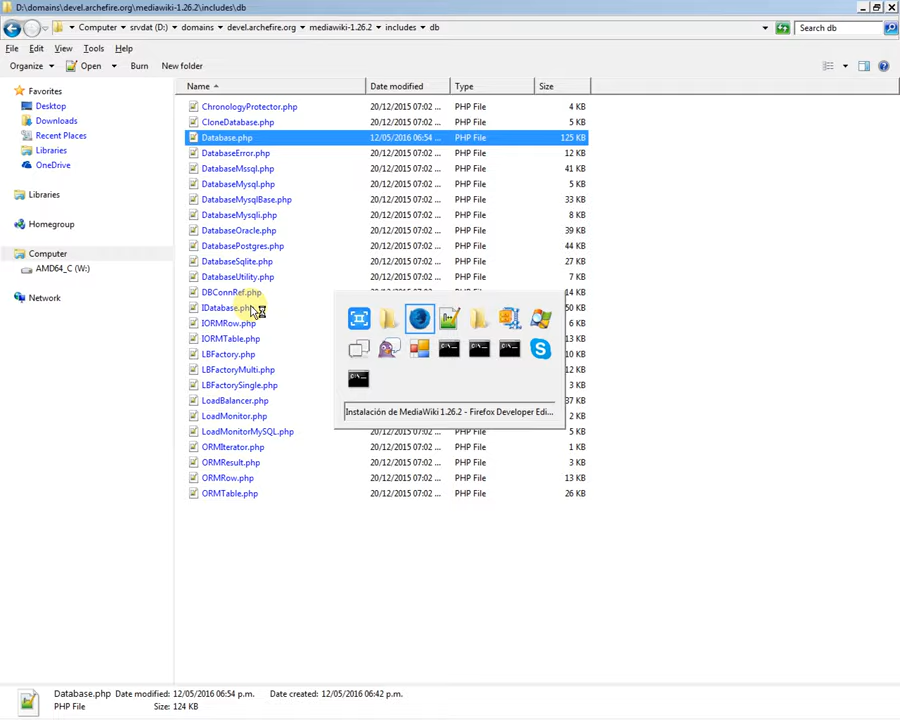 D:\domains\devel.archefire.org\mediawiki-1.26.2\includes\db
Computer ▸ srvdat (D:) ▸ domains ▸ devel.archefire.org ▸ mediawiki-1.26.2 ▸ includes ▸ db
Search db
File Edit View Tools Help
Organize Open Burn New folder
Name Date modified Type Size
Favorites
Desktop
Downloads
Recent Places
Libraries
OneDrive
Libraries
Homegroup
Computer
AMD64_C (W:)
Network
ChronologyProtector.php 20/12/2015 07:02 ... PHP File 4 KB
CloneDatabase.php 20/12/2015 07:02 ... PHP File 5 KB
Database.php 12/05/2016 06:54 ... PHP File 125 KB
DatabaseError.php 20/12/2015 07:02 ... PHP File 12 KB
DatabaseMssql.php 20/12/2015 07:02 ... PHP File 41 KB
DatabaseMysql.php 20/12/2015 07:02 ... PHP File 5 KB
DatabaseMysqlBase.php 20/12/2015 07:02 ... PHP File 33 KB
DatabaseMysqli.php 20/12/2015 07:02 ... PHP File 8 KB
DatabaseOracle.php 20/12/2015 07:02 ... PHP File 39 KB
DatabasePostgres.php 20/12/2015 07:02 ... PHP File 44 KB
DatabaseSqlite.php 20/12/2015 07:02 ... PHP File 27 KB
DatabaseUtility.php 20/12/2015 07:02 ... PHP File 7 KB
DBConnRef.php 14 KB
IDatabase.php 50 KB
IORMRow.php 6 KB
IORMTable.php 13 KB
LBFactory.php 10 KB
LBFactoryMulti.php 12 KB
LBFactorySingle.php 3 KB
LoadBalancer.php 37 KB
LoadMonitor.php 2 KB
LoadMonitorMySQL.php 20/12/2015 07:02 ... PHP File 5 KB
ORMIterator.php 20/12/2015 07:02 ... PHP File 1 KB
ORMResult.php 20/12/2015 07:02 ... PHP File 3 KB
ORMRow.php 20/12/2015 07:02 ... PHP File 13 KB
ORMTable.php 20/12/2015 07:02 ... PHP File 26 KB
Instalación de MediaWiki 1.26.2 - Firefox Developer Edi...
Database.php Date modified: 12/05/2016 06:54 p.m. Date created: 12/05/2016 06:42 p.m.
PHP File Size: 124 KB